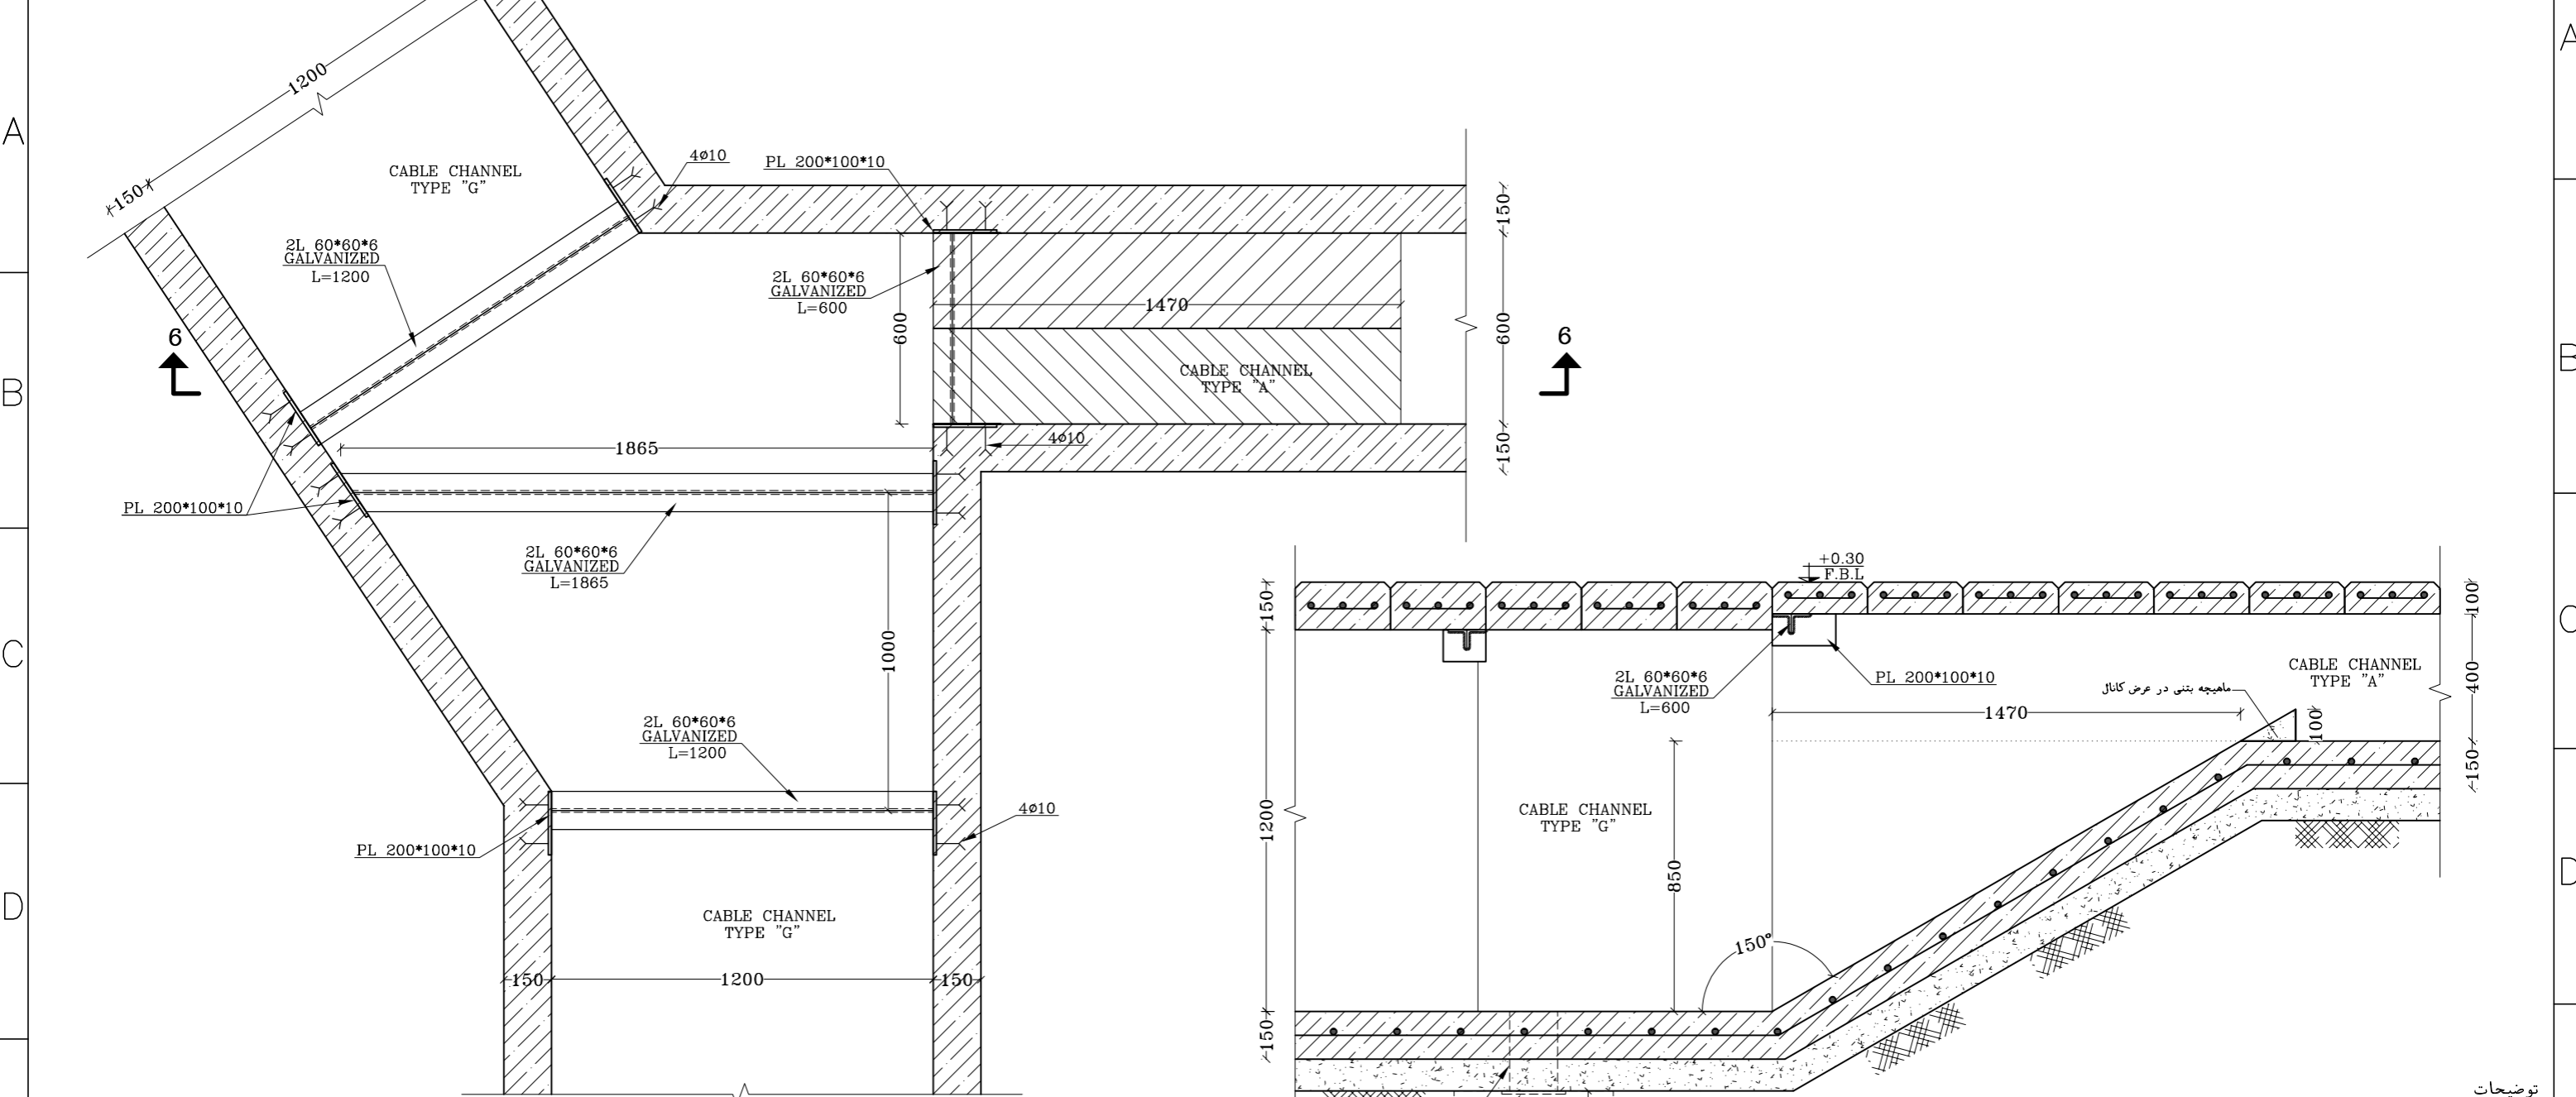 A
A
B
B
C
C
D
D
1200
150
CABLE CHANNEL
TYPE "G"
4ø10
PL 200*100*10
2L 60*60*6
GALVANIZED
L=1200
2L 60*60*6
GALVANIZED
L=600
600
1470
CABLE CHANNEL
TYPE "A"
150
600
150
6
6
4ø10
1865
PL 200*100*10
2L 60*60*6
GALVANIZED
L=1865
1000
2L 60*60*6
GALVANIZED
L=1200
PL 200*100*10
4ø10
CABLE CHANNEL
TYPE "G"
150
1200
150
+0.30
F.B.L
150
100
2L 60*60*6
GALVANIZED
L=600
PL 200*100*10
CABLE CHANNEL
TYPE "A"
ماهیچه بتنی در عرض کانال
400
1470
100
150
1200
CABLE CHANNEL
TYPE "G"
850
150°
150
توضیحات